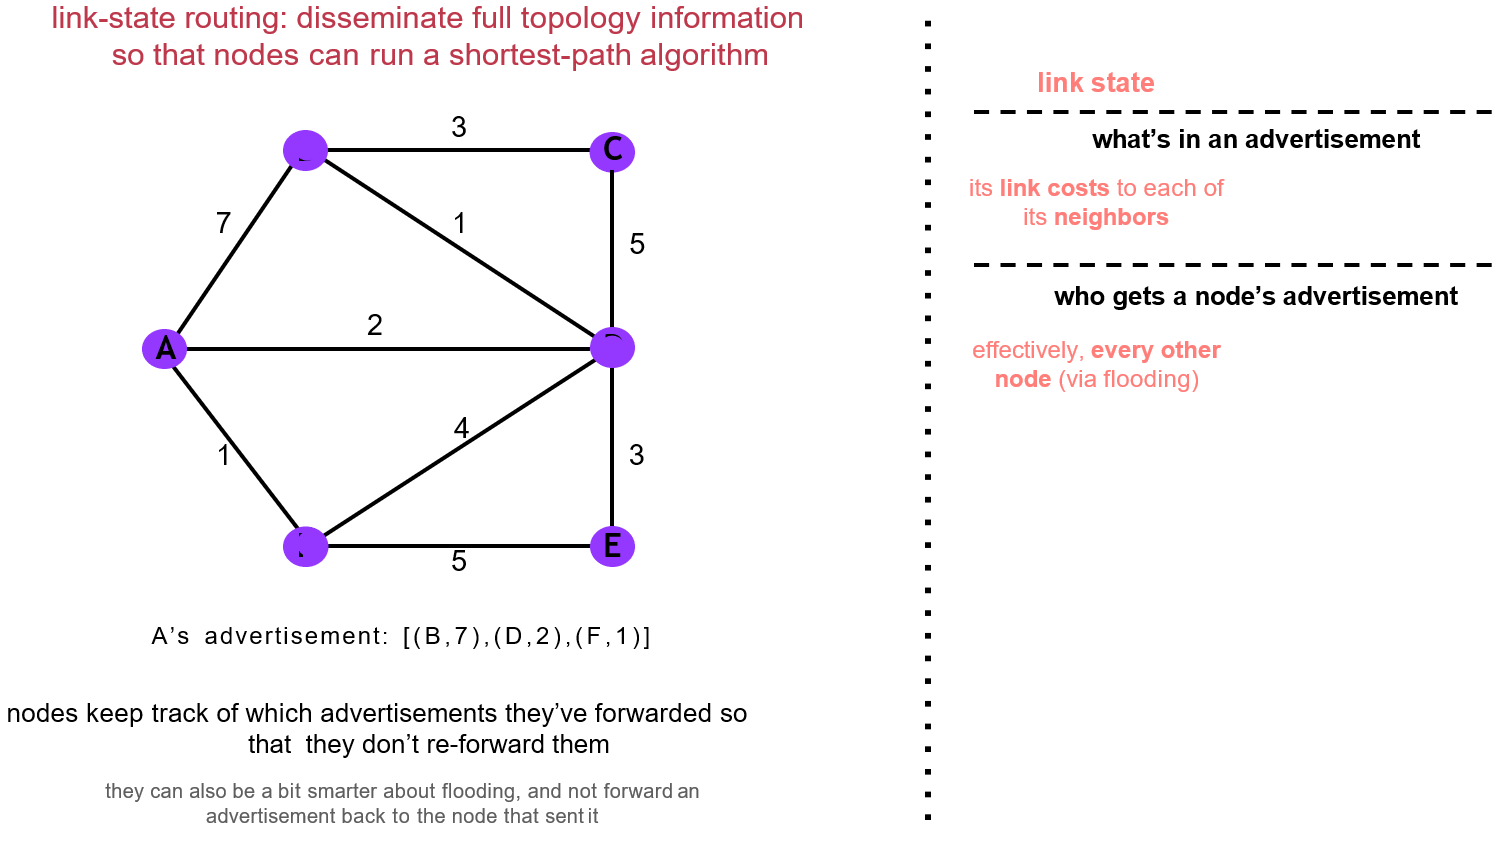 link-state routing: disseminate full topology information
so that nodes can run a shortest-path algorithm
3
C
7
1
5
A
2
4
1
3
E
5
A’s advertisement: [(B,7),(D,2),(F,1)]
nodes keep track of which advertisements they’ve forwarded so
that they don’t re-forward them
they can also be a bit smarter about flooding, and not forward an
advertisement back to the node that sent it
link state
what’s in an advertisement
its link costs to each of
its neighbors
who gets a node’s advertisement
effectively, every other
node (via flooding)